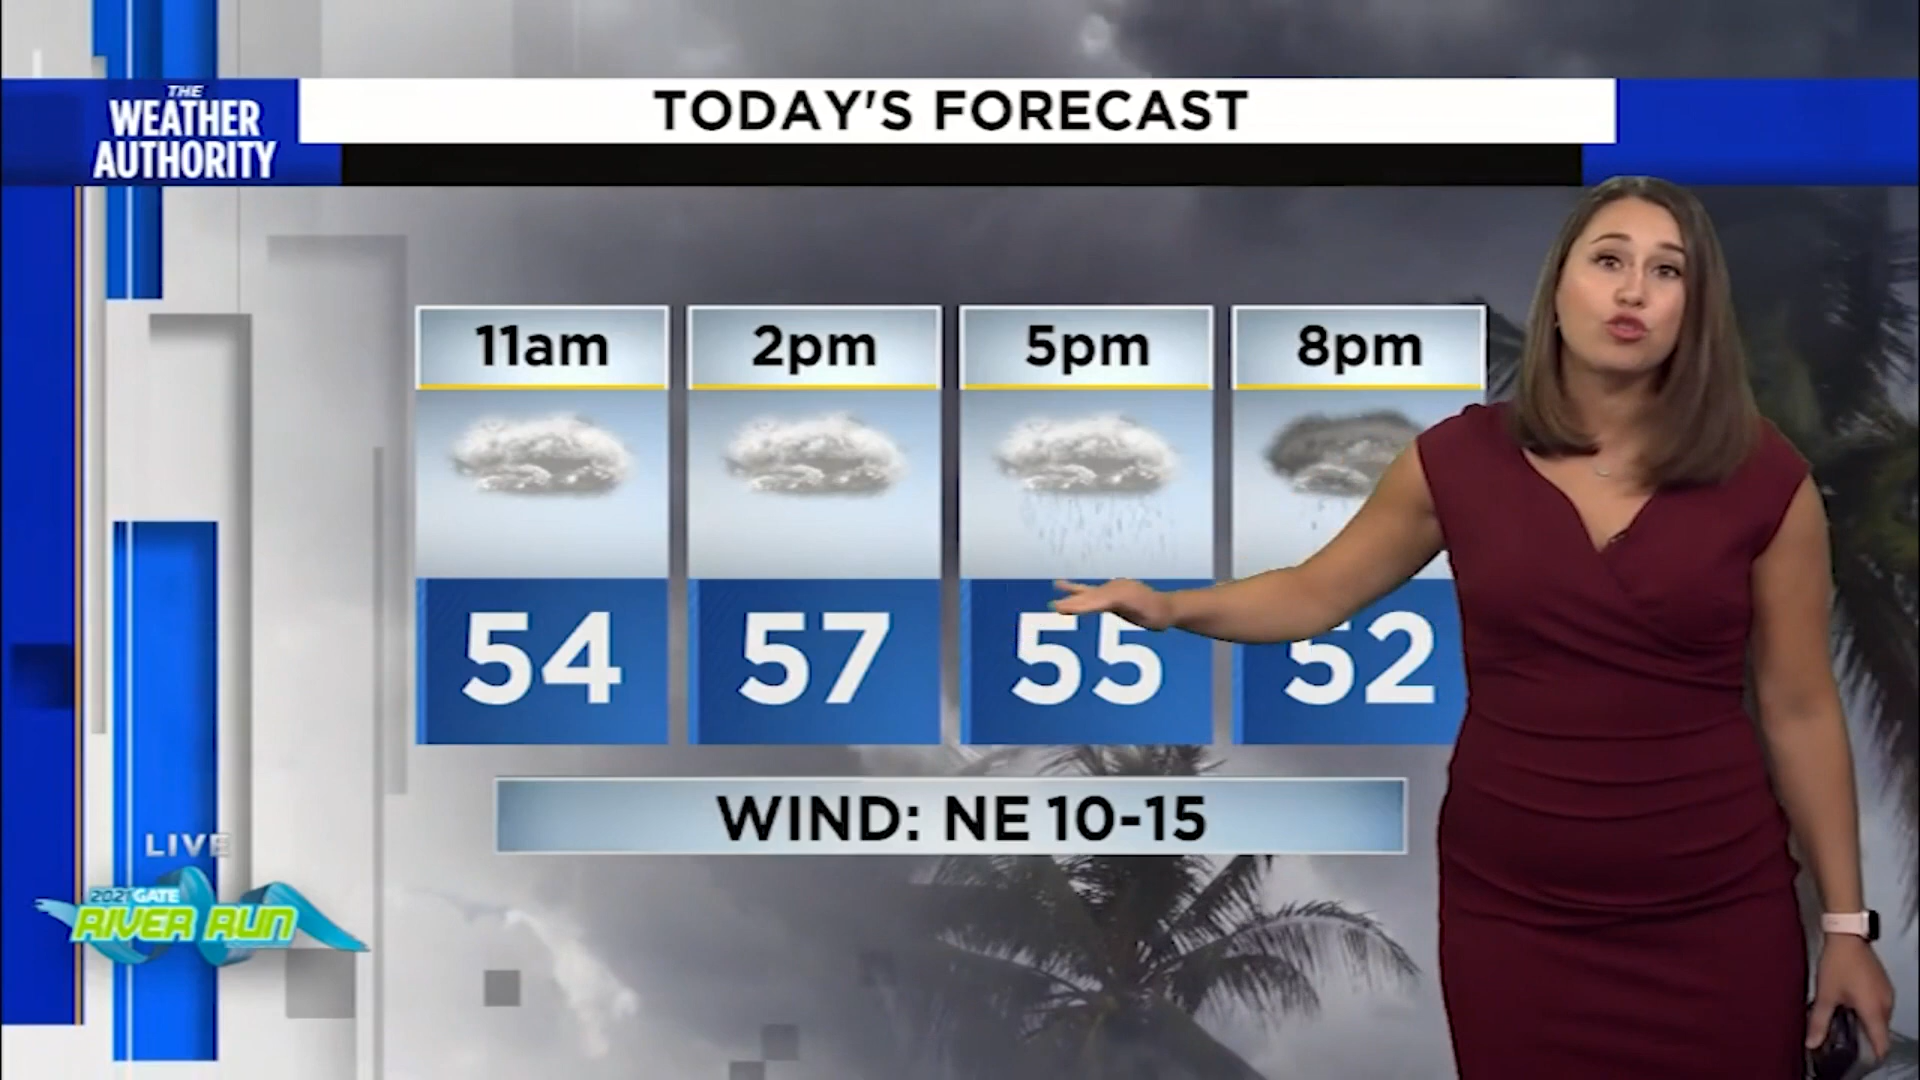 THE
WEATHER
AUTHORITY
TODAY'S FORECAST
11am
2pm
5pm
8pm
54
57
55
52
WIND: NE 10-15
LIVE
2021 GATE
RIVER RUN